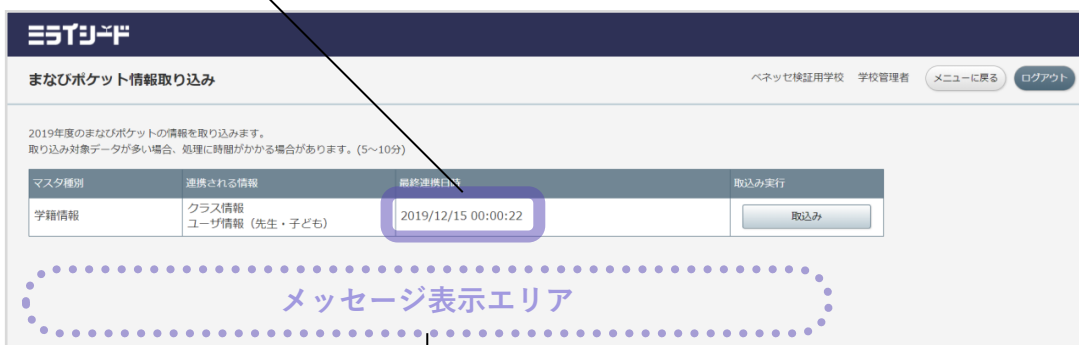 ミライシード
まなびポケット情報取り込み
ベネッセ検証用学校 学校管理者 メニューに戻る ログアウト
2019年度のまなびポケットの情報を取り込みます。
取り込み対象データが多い場合、処理に時間がかかる場合があります。(5～10分)
マスタ種別 連携される情報 最終連携日時 取込み実行
学籍情報 クラス情報 2019/12/15 00:00:22 取込み
ユーザ情報（先生・子ども）
メッセージ表示エリア